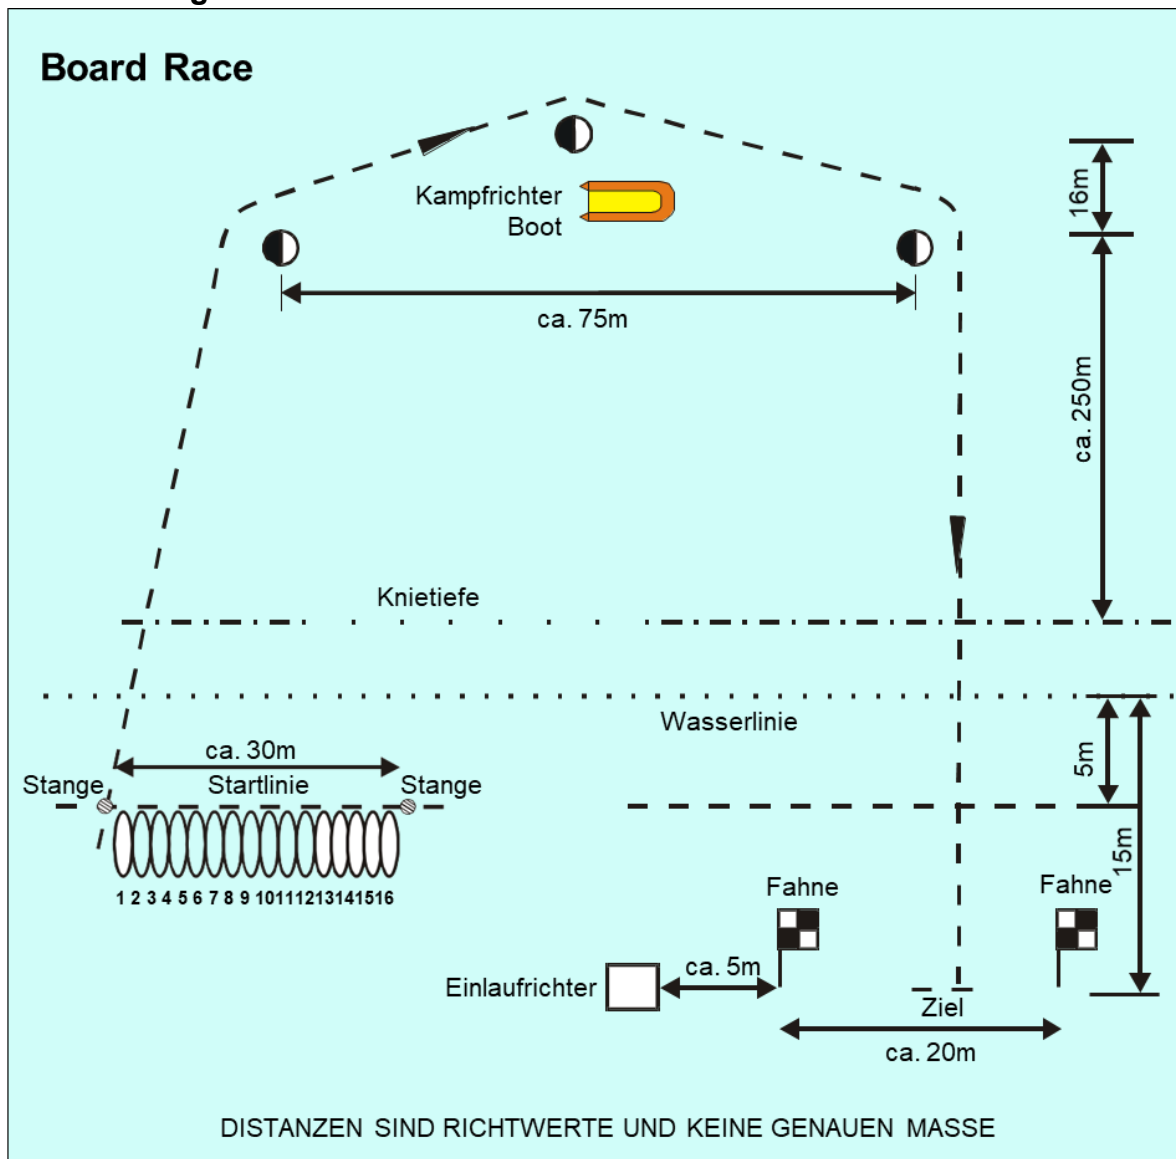 Board Race
Kampfrichter
Boot
16m
ca. 75m
ca. 250m
Knietiefe
Wasserlinie
ca. 30m
Stange
Startlinie
Stange
5m
15m
1 2 3 4 5 6 7 8 9 10 11 12 13 14 15 16
Fahne
Fahne
ca. 5m
Einlaufrichter
Ziel
ca. 20m
DISTANZEN SIND RICHTWERTE UND KEINE GENAUEN MASSE